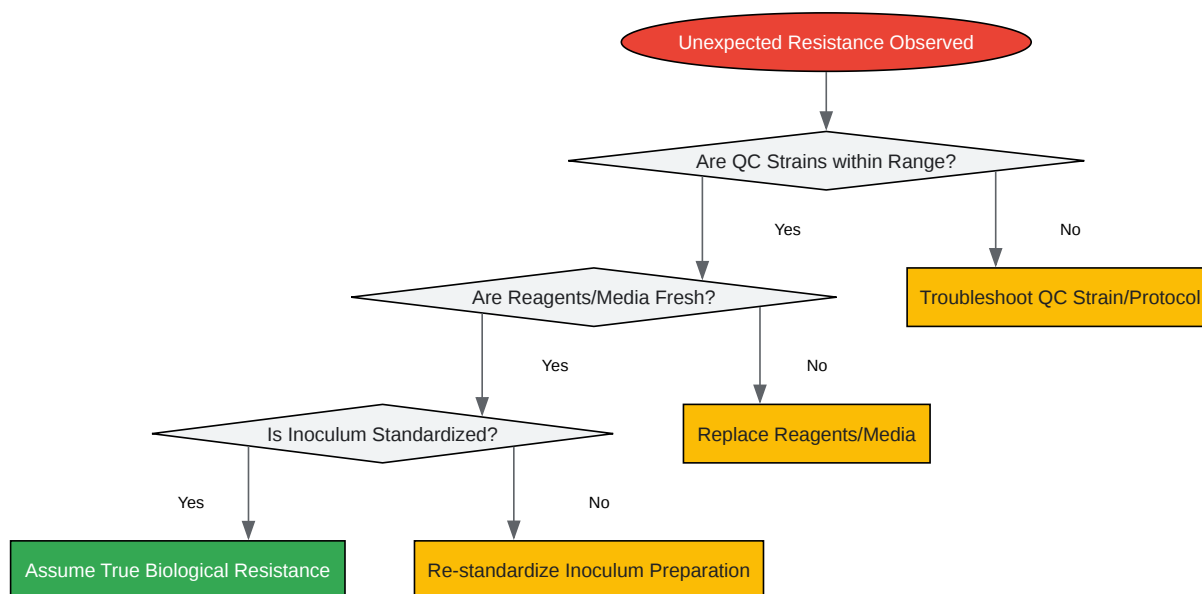 Unexpected Resistance Observed
Are QC Strains within Range?
Yes
No
Are Reagents/Media Fresh?
Troubleshoot QC Strain/Protocol
Yes
No
Is Inoculum Standardized?
Replace Reagents/Media
Yes
No
Assume True Biological Resistance
Re-standardize Inoculum Preparation